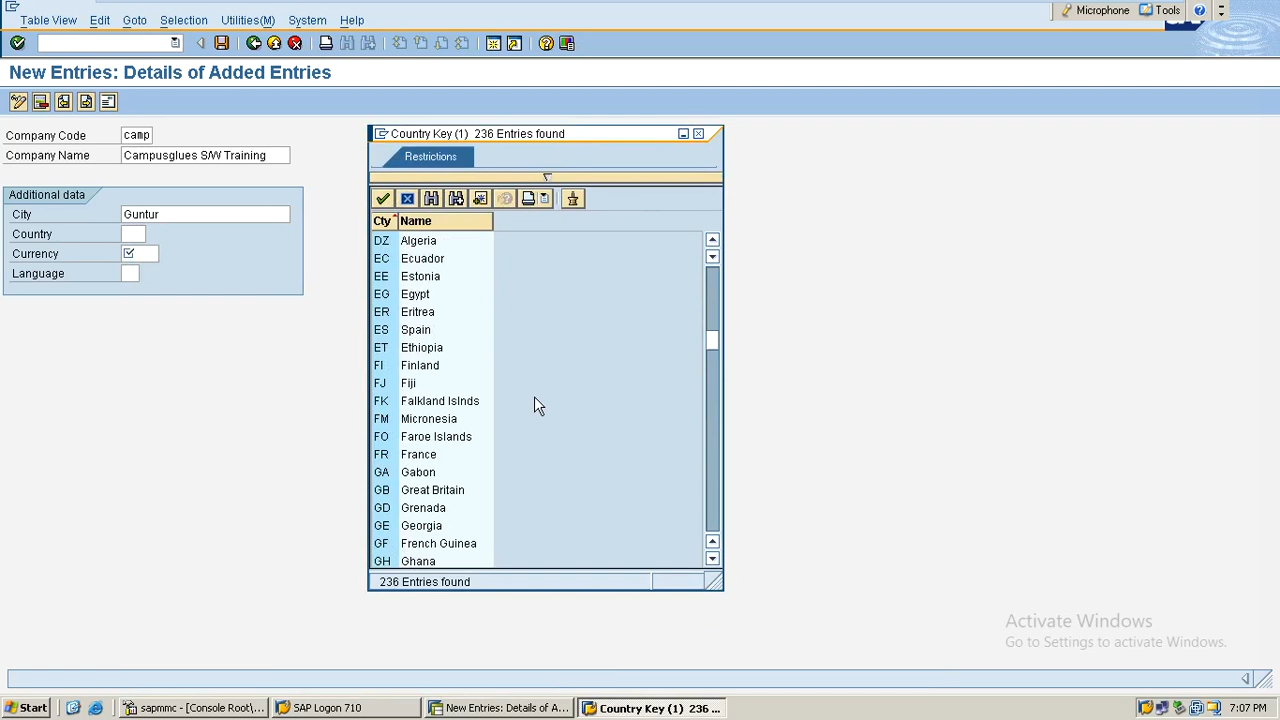 Microphone Tools
Table View Edit Goto Selection Utilities(M) System Help
New Entries: Details of Added Entries
Company Code camp
Company Name Campusglues S/W Training
Additional data
City Guntur
Country
Currency
Language
Country Key (1) 236 Entries found
Restrictions
Cty Name
DZ Algeria
EC Ecuador
EE Estonia
EG Egypt
ER Eritrea
ES Spain
ET Ethiopia
FI Finland
FJ Fiji
FK Falkland Islnds
FM Micronesia
FO Faroe Islands
FR France
GA Gabon
GB Great Britain
GD Grenada
GE Georgia
GF French Guinea
GH Ghana
236 Entries found
Activate Windows
Go to Settings to activate Windows.
Start sapmmc - [Console Root\... SAP Logon 710 New Entries: Details of A... Country Key (1) 236 ... 7:07 PM